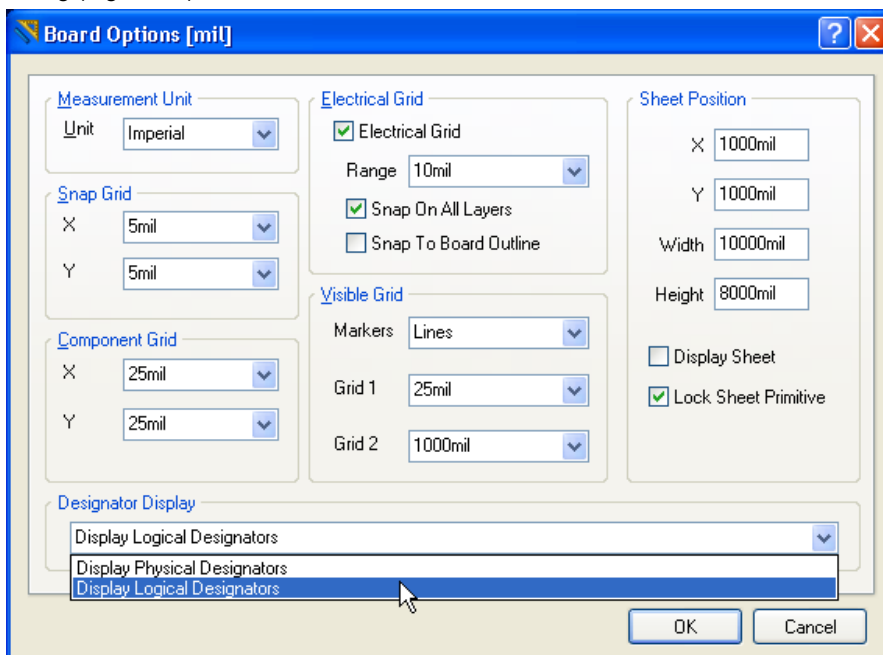 Board Options [mil]
Measurement Unit
Unit Imperial
Snap Grid
X 5mil
Y 5mil
Component Grid
X 25mil
Y 25mil
Electrical Grid
Electrical Grid
Range 10mil
Snap On All Layers
Snap To Board Outline
Visible Grid
Markers Lines
Grid 1 25mil
Grid 2 1000mil
Sheet Position
X 1000mil
Y 1000mil
Width 10000mil
Height 8000mil
Display Sheet
Lock Sheet Primitive
Designator Display
Display Logical Designators
Display Physical Designators
Display Logical Designators
OK Cancel